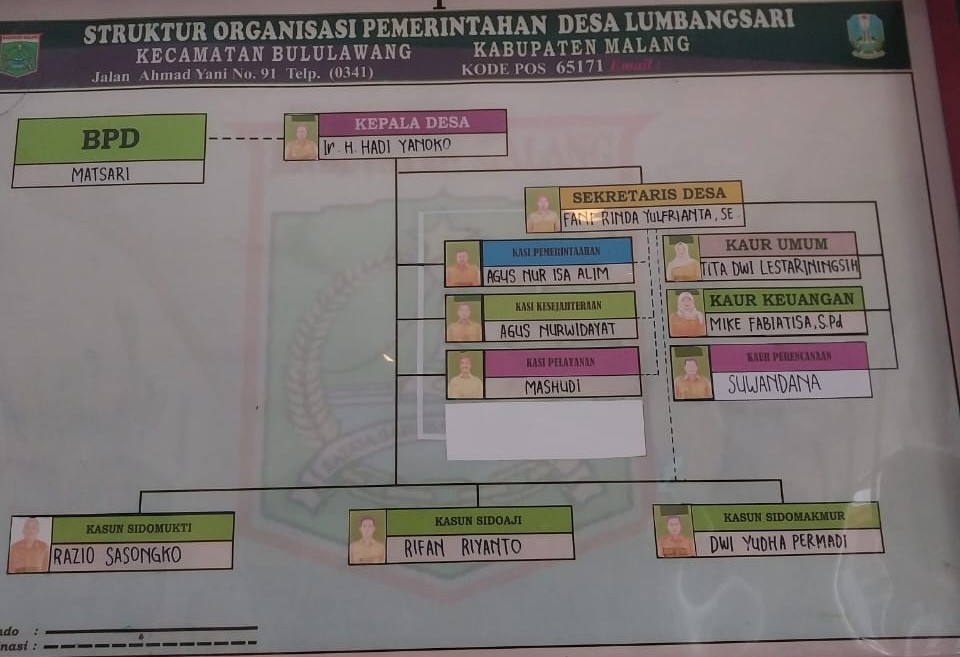 STRUKTUR ORGANISASI PEMERINTAHAN DESA LUMBANGSARI
KECAMATAN BULULAWANG KABUPATEN MALANG
Jalan Ahmad Yani No. 91 Telp. (0341) KODE POS 65171 Email :
BPD
MATSARI
KEPALA DESA
Ir. H. HADI YANOKO
SEKRETARIS DESA
FANI RINDA YULFRIANTA, SE
KASI PEMERINTAHAN
AGUS NUR ISA ALIM
KAUR UMUM
TITA DWI LESTARININGSIH
KASI KESEJAHTERAAN
AGUS NURWIDAYAT
KAUR KEUANGAN
MIKE FABIATISA, S.Pd
KASI PELAYANAN
MASHUDI
KAUR PERENCANAAN
SUWANDANA
KASUN SIDOMUKTI
RAZIO SASONGKO
KASUN SIDOAJI
RIFAN RIYANTO
KASUN SIDOMAKMUR
DWI YUDHA PERMADI
ndo :
inasi :